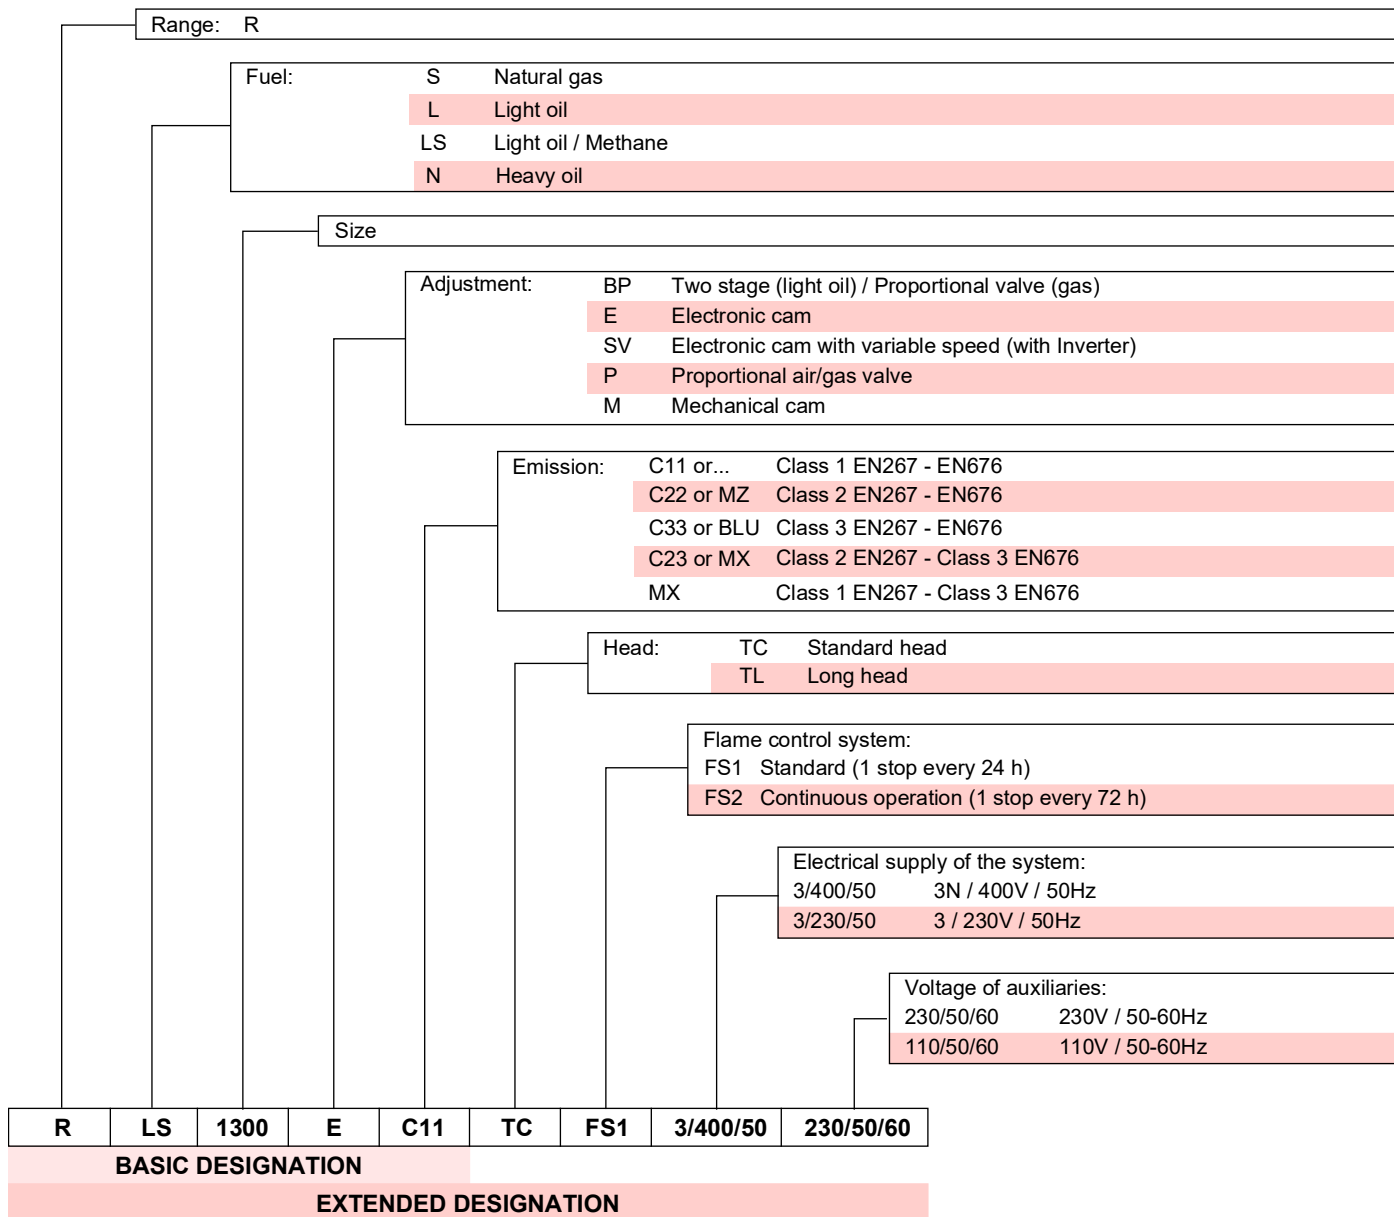 Range: R
Fuel: S Natural gas
L Light oil
LS Light oil / Methane
N Heavy oil
Size
Adjustment: BP Two stage (light oil) / Proportional valve (gas)
E Electronic cam
SV Electronic cam with variable speed (with Inverter)
P Proportional air/gas valve
M Mechanical cam
Emission: C11 or... Class 1 EN267 - EN676
C22 or MZ Class 2 EN267 - EN676
C33 or BLU Class 3 EN267 - EN676
C23 or MX Class 2 EN267 - Class 3 EN676
MX Class 1 EN267 - Class 3 EN676
Head: TC Standard head
TL Long head
Flame control system:
FS1 Standard (1 stop every 24 h)
FS2 Continuous operation (1 stop every 72 h)
Electrical supply of the system:
3/400/50 3N / 400V / 50Hz
3/230/50 3 / 230V / 50Hz
Voltage of auxiliaries:
230/50/60 230V / 50-60Hz
110/50/60 110V / 50-60Hz
R LS 1300 E C11 TC FS1 3/400/50 230/50/60
BASIC DESIGNATION
EXTENDED DESIGNATION